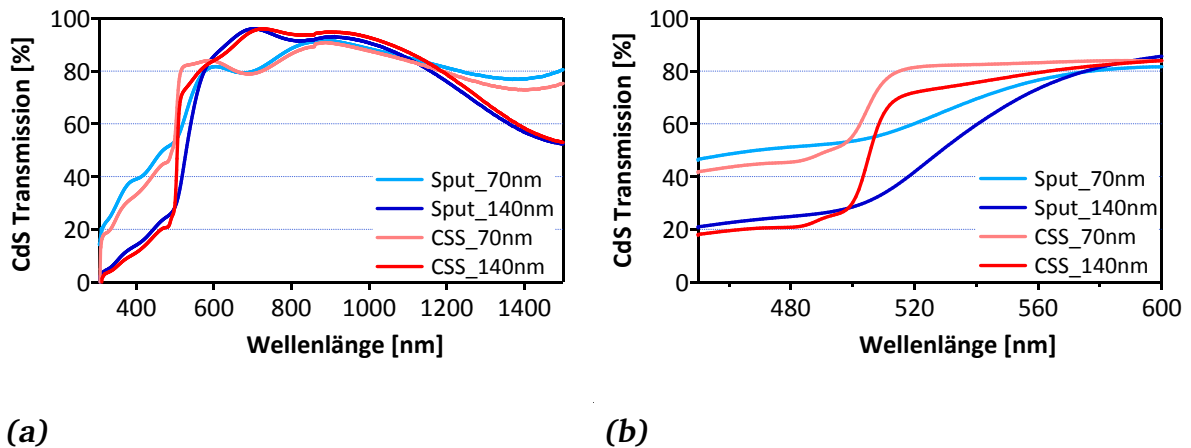 CdS Transmission [%]
100
80
60
40
20
0
Sput_70nm
Sput_140nm
CSS_70nm
CSS_140nm
400 600 800 1000 1200 1400
Wellenlänge [nm]
(a)
CdS Transmission [%]
100
80
60
40
20
0
Sput_70nm
Sput_140nm
CSS_70nm
CSS_140nm
480 520 560 600
Wellenlänge [nm]
(b)